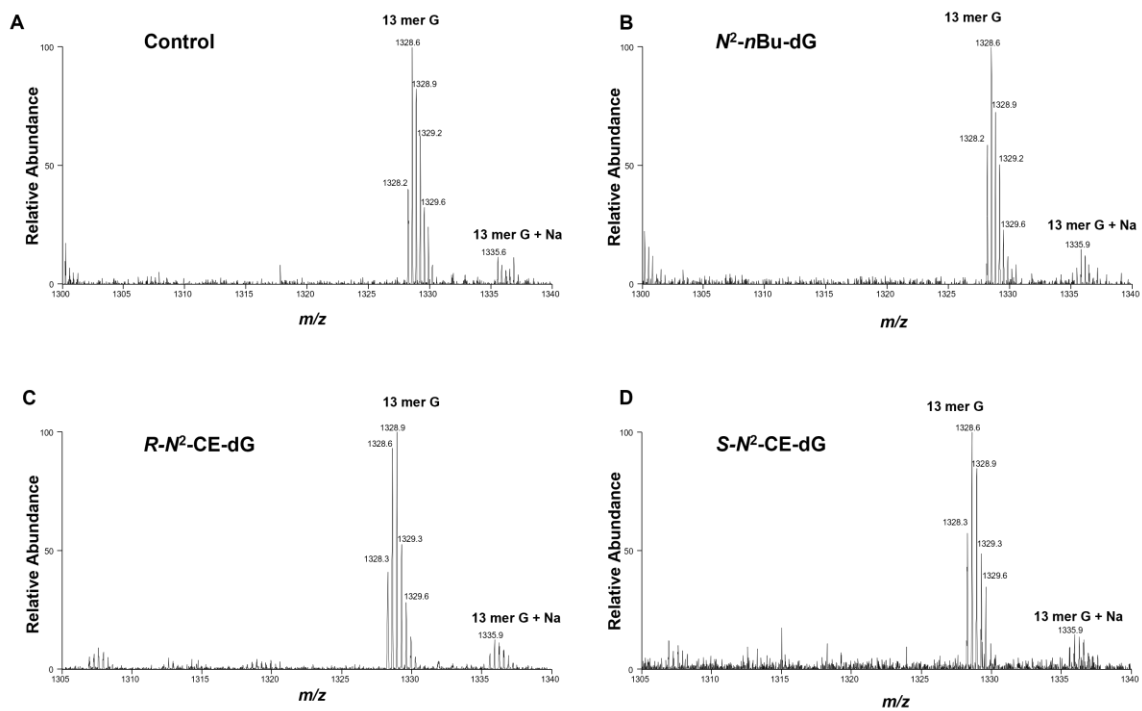 A
Control
13 mer G
1328.6
1328.9
1329.2
1328.2
1329.6
13 mer G + Na
1335.6
Relative Abundance
100
50
0
1300 1305 1310 1315 1320 1325 1330 1335 1340
m/z
B
N²-nBu-dG
13 mer G
1328.6
1328.9
1328.2
1329.2
1329.6
13 mer G + Na
1335.9
Relative Abundance
100
50
0
1300 1305 1310 1315 1320 1325 1330 1335 1340
m/z
C
R-N²-CE-dG
13 mer G
1328.9
1328.6
1329.3
1328.3
1329.6
13 mer G + Na
1335.9
Relative Abundance
100
50
0
1305 1310 1315 1320 1325 1330 1335 1340
m/z
D
S-N²-CE-dG
13 mer G
1328.6
1328.9
1328.3
1329.3
1329.6
13 mer G + Na
1335.9
Relative Abundance
100
50
0
1305 1310 1315 1320 1325 1330 1335 1340
m/z